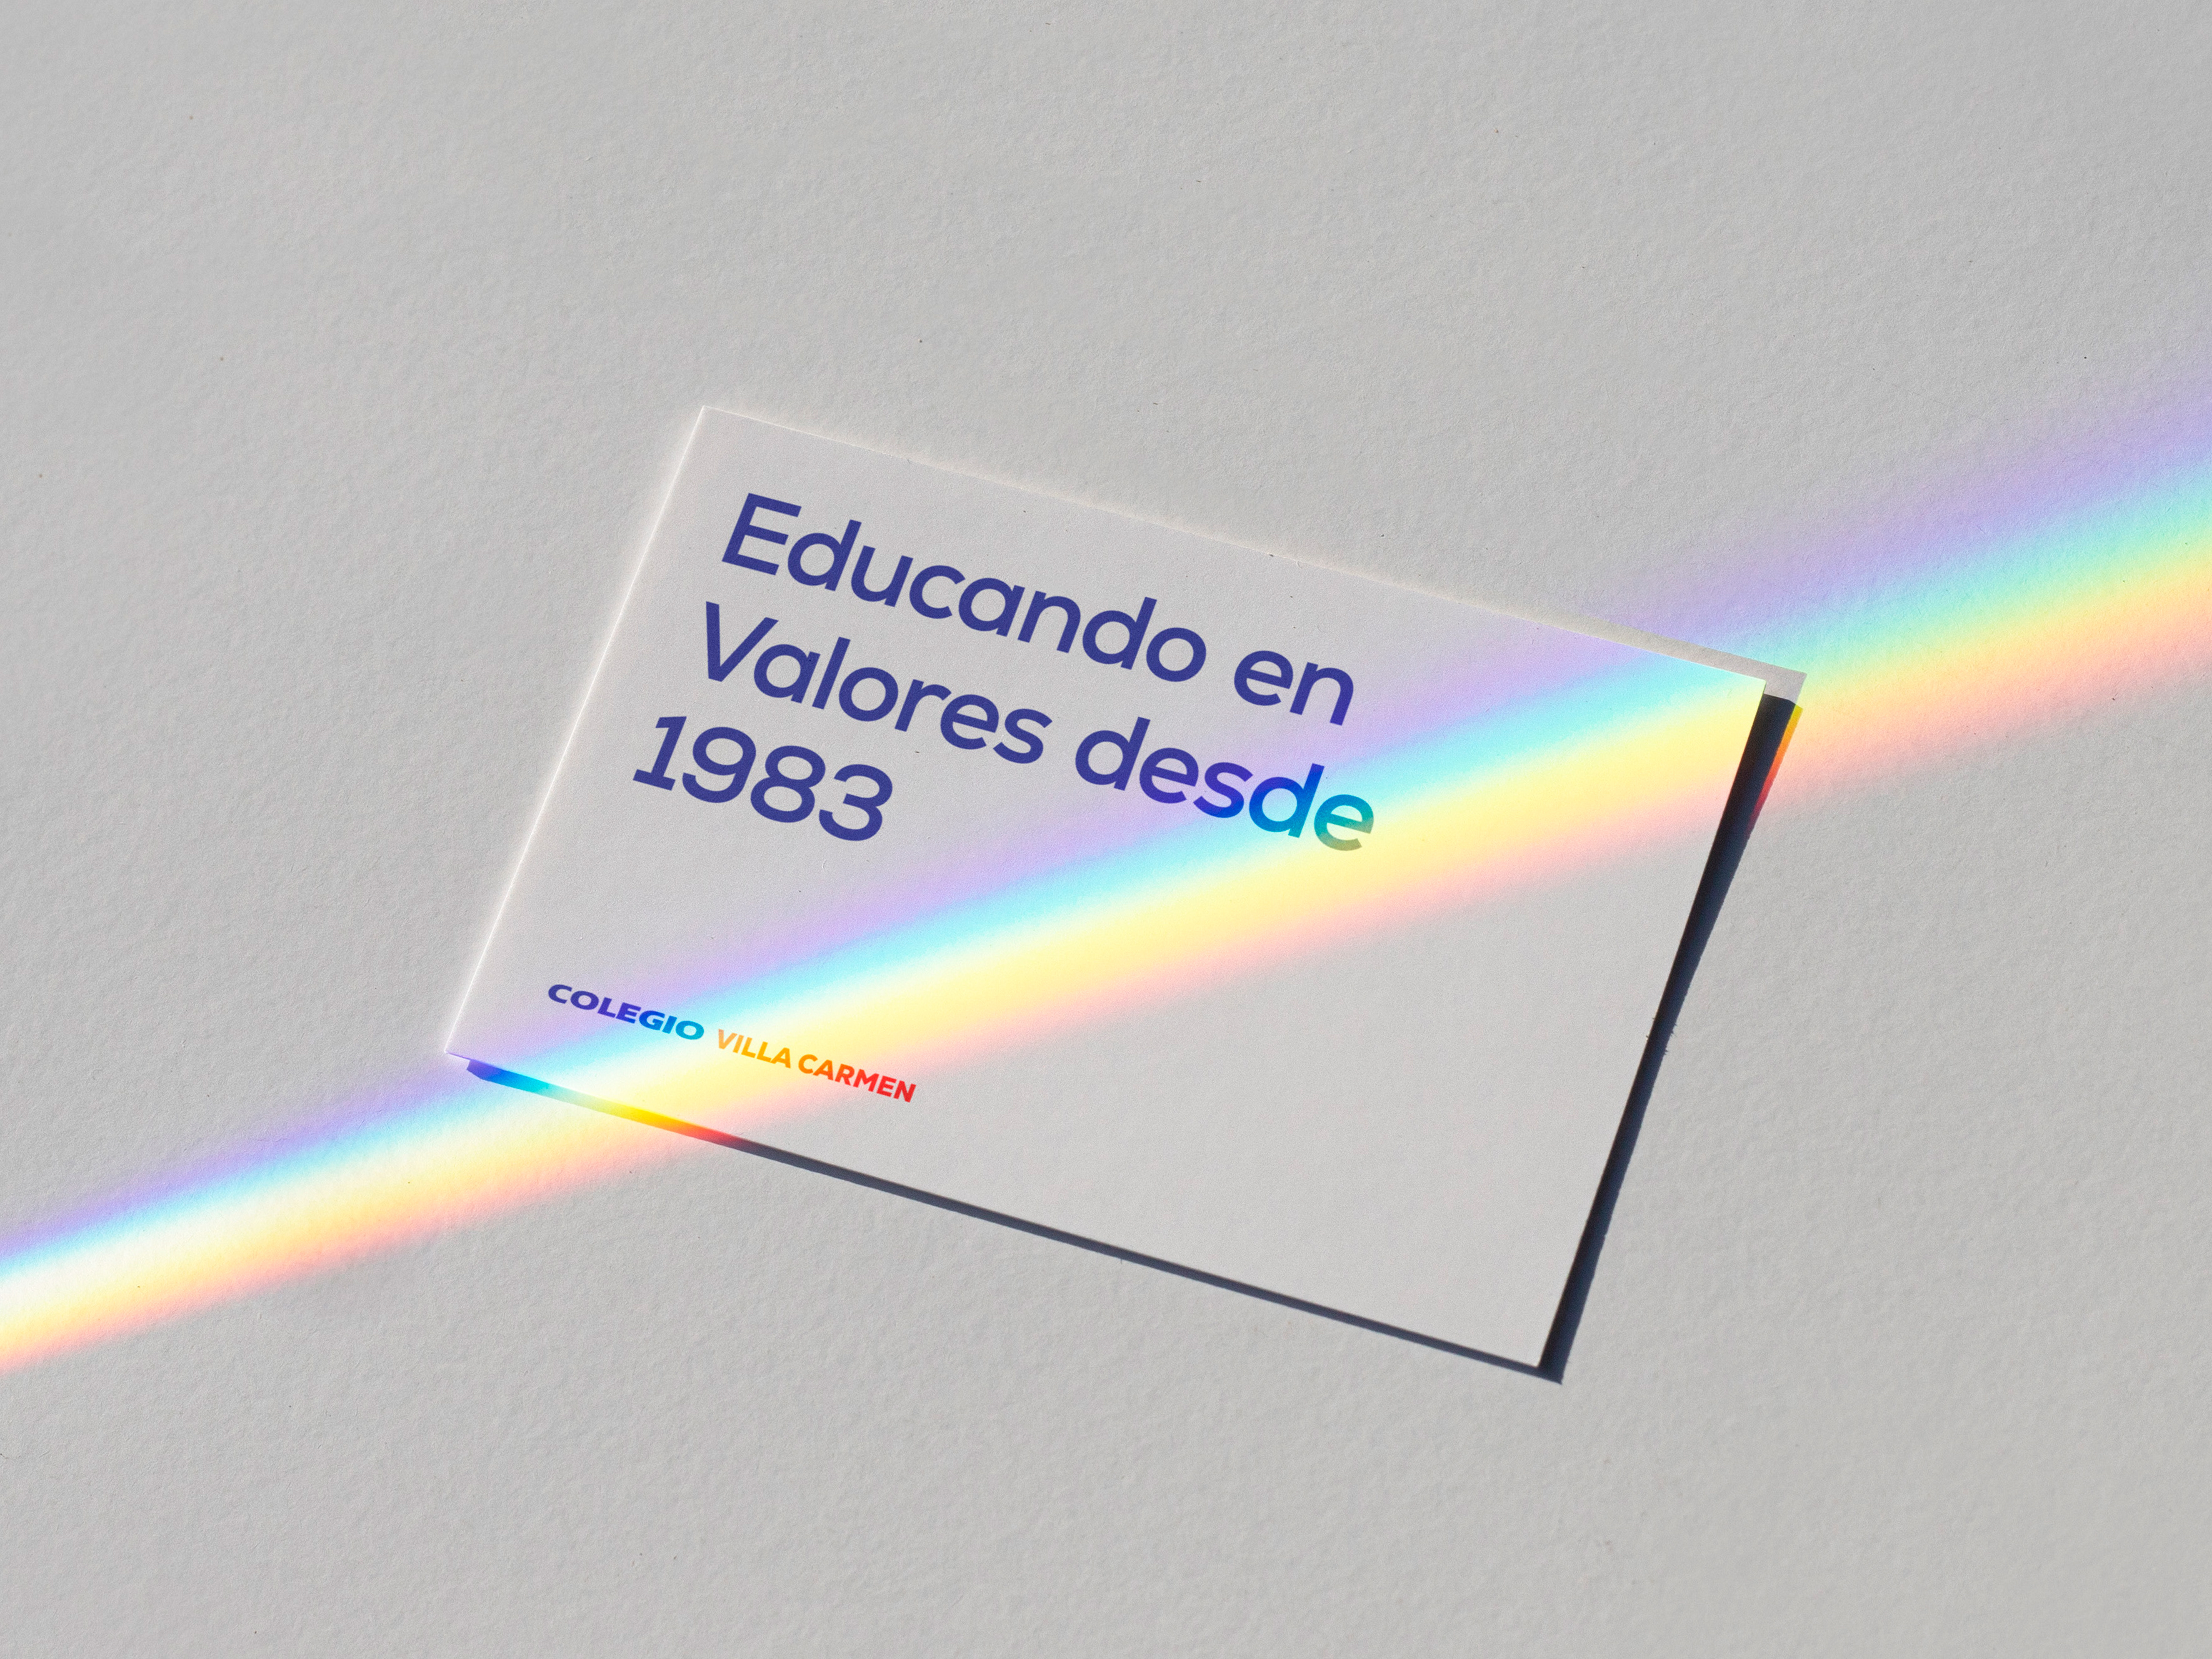 Educando en
Valores desde
1983
COLEGIO VILLA CARMEN